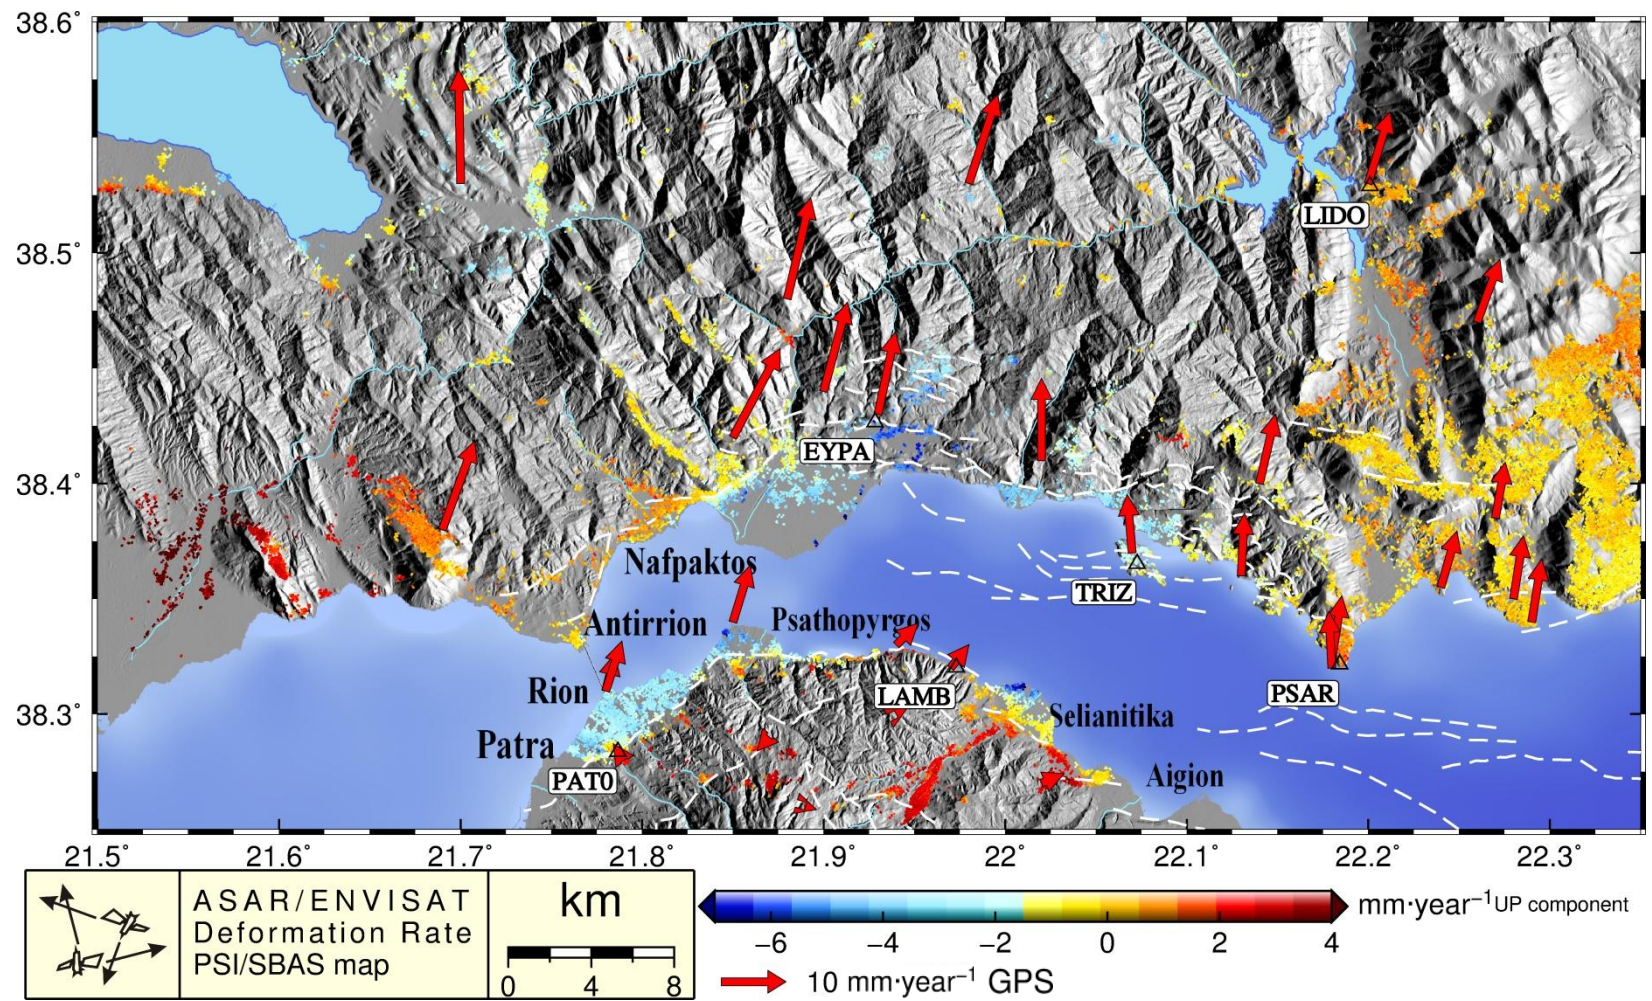 38.6°
38.5°
38.4°
38.3°
LIDO
EYPA
Nafpaktos
TRIZ
Antirrion
Psathopyrgos
Rion
LAMB
PSAR
Selianitika
Patra
PAT0
Aigion
21.5° 21.6° 21.7° 21.8° 21.9° 22° 22.1° 22.2° 22.3°
ASAR/ENVISAT
Deformation Rate
PSI/SBAS map
km
0 4 8
mm·year⁻¹ UP component
−6 −4 −2 0 2 4
10 mm·year⁻¹ GPS